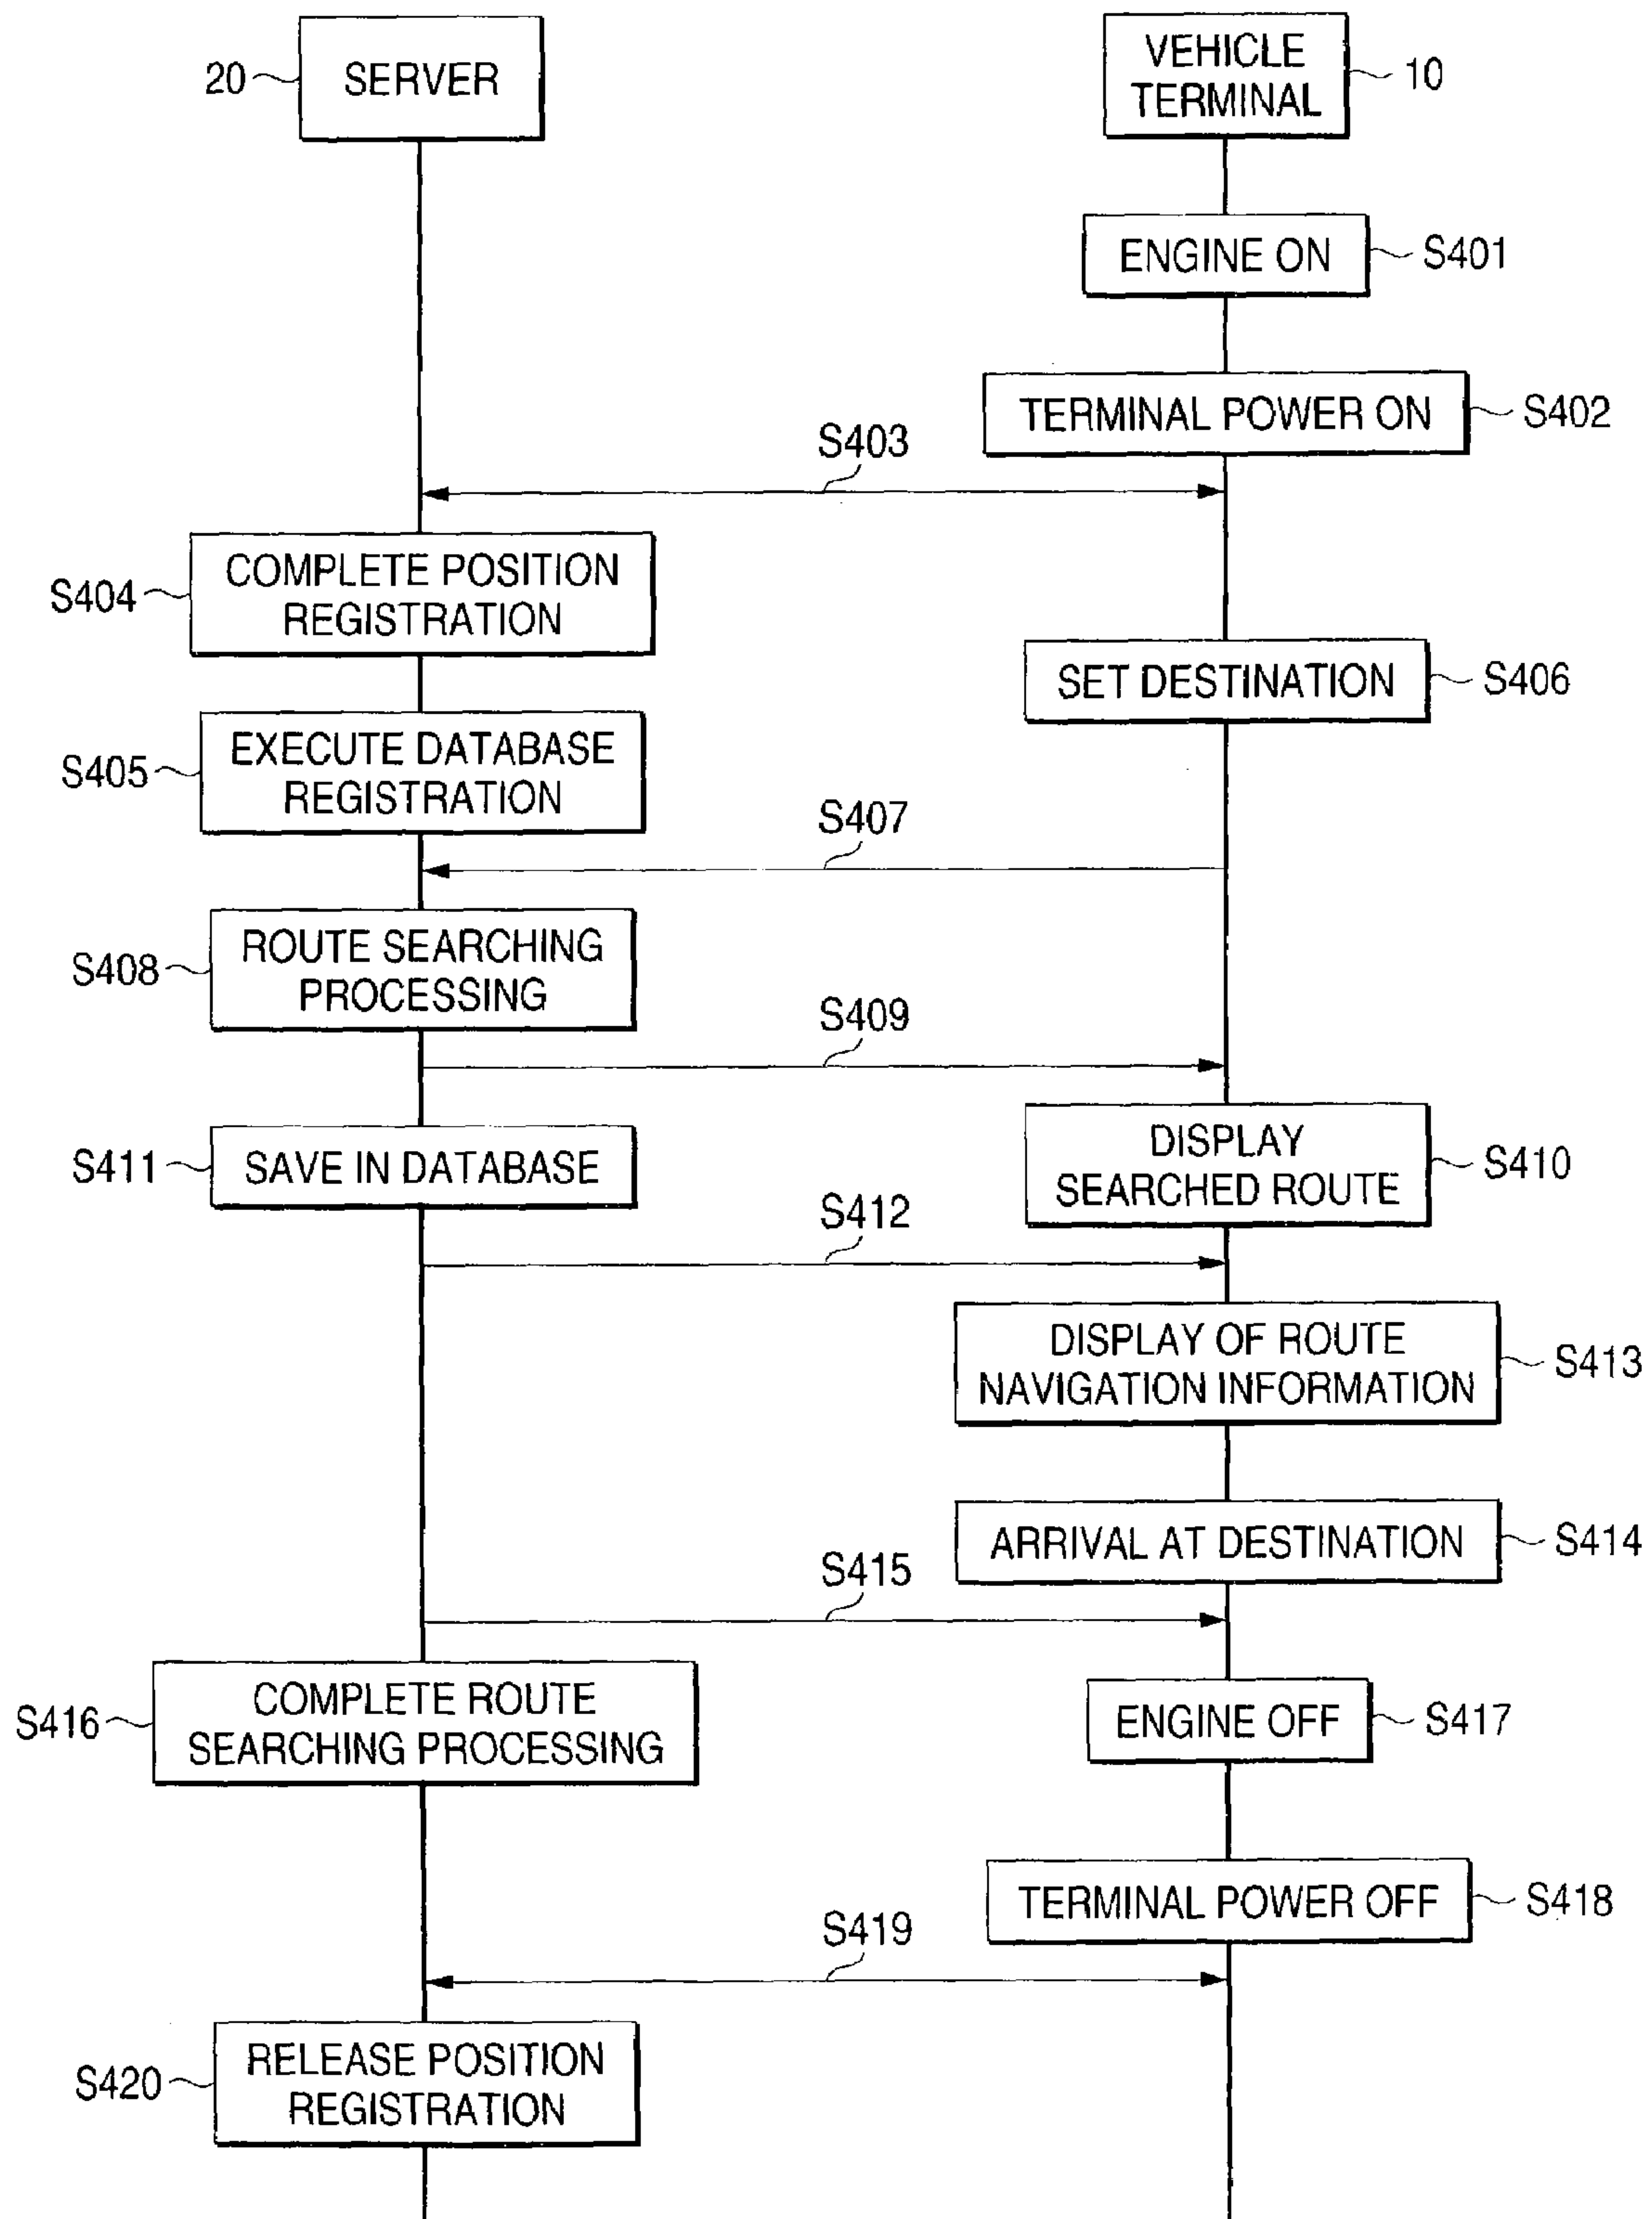 20
SERVER
VEHICLE
TERMINAL
10
ENGINE ON
S401
TERMINAL POWER ON
S402
S403
S404
COMPLETE POSITION
REGISTRATION
SET DESTINATION
S406
S405
EXECUTE DATABASE
REGISTRATION
S407
S408
ROUTE SEARCHING
PROCESSING
S409
S411
SAVE IN DATABASE
DISPLAY
SEARCHED ROUTE
S410
S412
DISPLAY OF ROUTE
NAVIGATION INFORMATION
S413
ARRIVAL AT DESTINATION
S414
S415
S416
COMPLETE ROUTE
SEARCHING PROCESSING
ENGINE OFF
S417
TERMINAL POWER OFF
S418
S419
S420
RELEASE POSITION
REGISTRATION